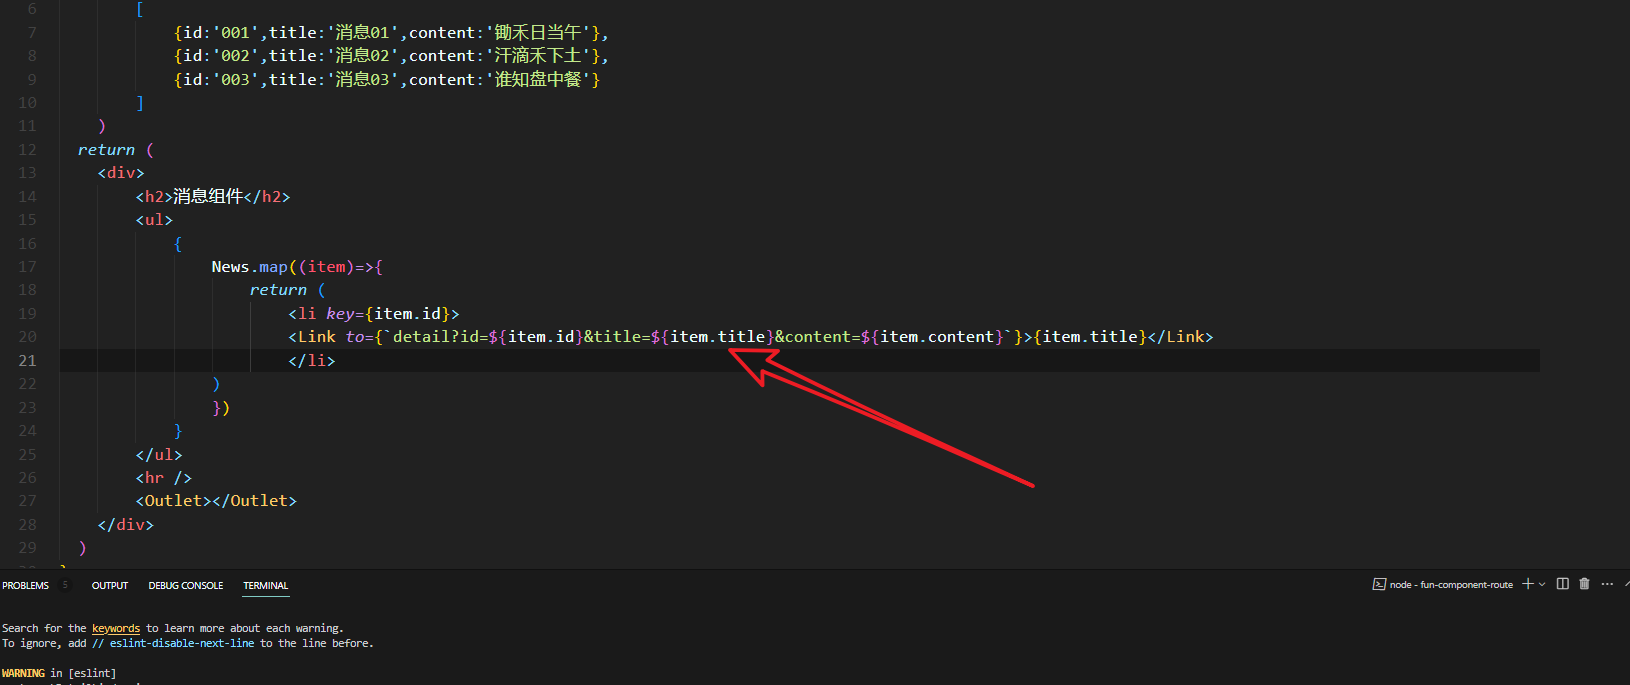 6 [
7 {id:'001',title:'消息01',content:'锄禾日当午'},
8 {id:'002',title:'消息02',content:'汗滴禾下土'},
9 {id:'003',title:'消息03',content:'谁知盘中餐'}
10 ]
11 )
12 return (
13 <div>
14 <h2>消息组件</h2>
15 <ul>
16 {
17 News.map((item)=>{
18 return (
19 <li key={item.id}>
20 <Link to={`detail?id=${item.id}&title=${item.title}&content=${item.content}`}>{item.title}</Link>
21 </li>
22 )
23 })
24 }
25 </ul>
26 <hr />
27 <Outlet></Outlet>
28 </div>
29 )
PROBLEMS 5 OUTPUT DEBUG CONSOLE TERMINAL node - fun-component-route
Search for the keywords to learn more about each warning.
To ignore, add // eslint-disable-next-line to the line before.
WARNING in [eslint]